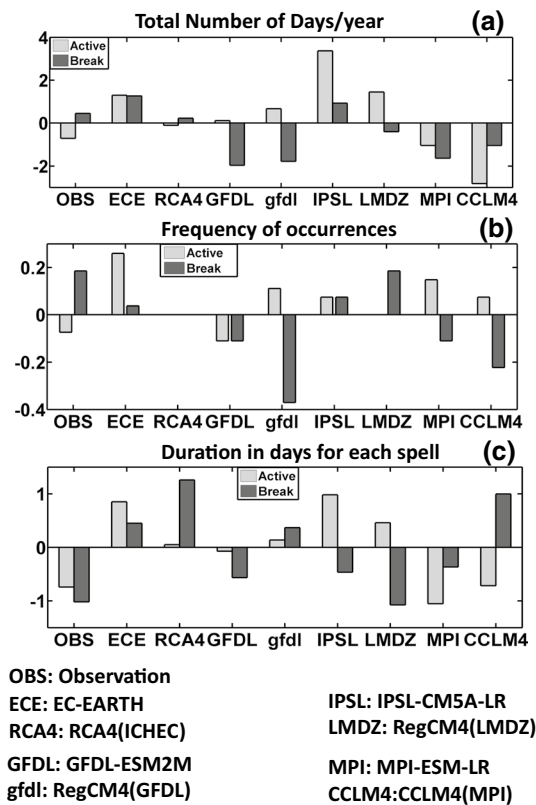 Total Number of Days/year (a)
Active
Break
4
2
0
-2
OBS ECE RCA4 GFDL gfdl IPSL LMDZ MPI CCLM4
Frequency of occurrences (b)
Active
Break
0.2
0
-0.2
-0.4
OBS ECE RCA4 GFDL gfdl IPSL LMDZ MPI CCLM4
Duration in days for each spell (c)
Active
Break
1
0
-1
OBS ECE RCA4 GFDL gfdl IPSL LMDZ MPI CCLM4
OBS: Observation
ECE: EC-EARTH
RCA4: RCA4(ICHEC)
GFDL: GFDL-ESM2M
gfdl: RegCM4(GFDL)
IPSL: IPSL-CM5A-LR
LMDZ: RegCM4(LMDZ)
MPI: MPI-ESM-LR
CCLM4:CCLM4(MPI)